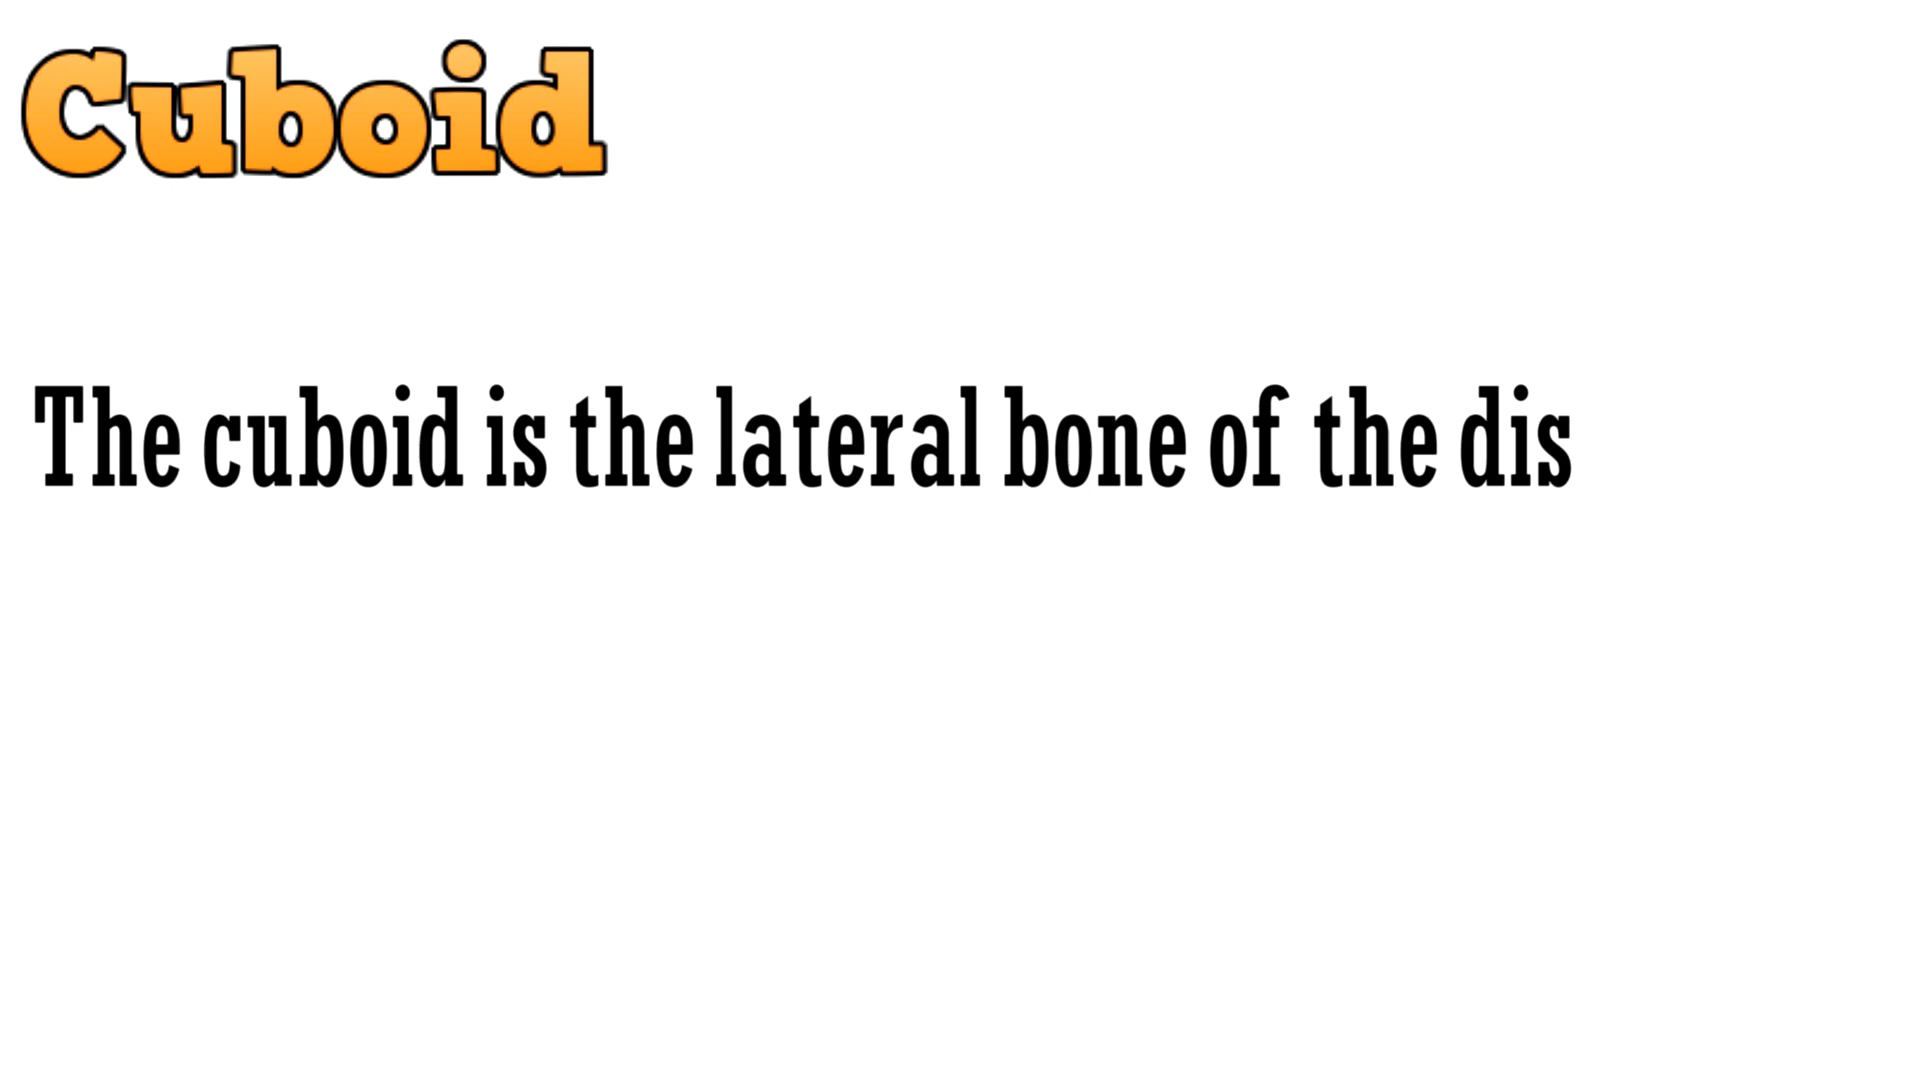 Cuboid
The cuboid is the lateral bone of the dis